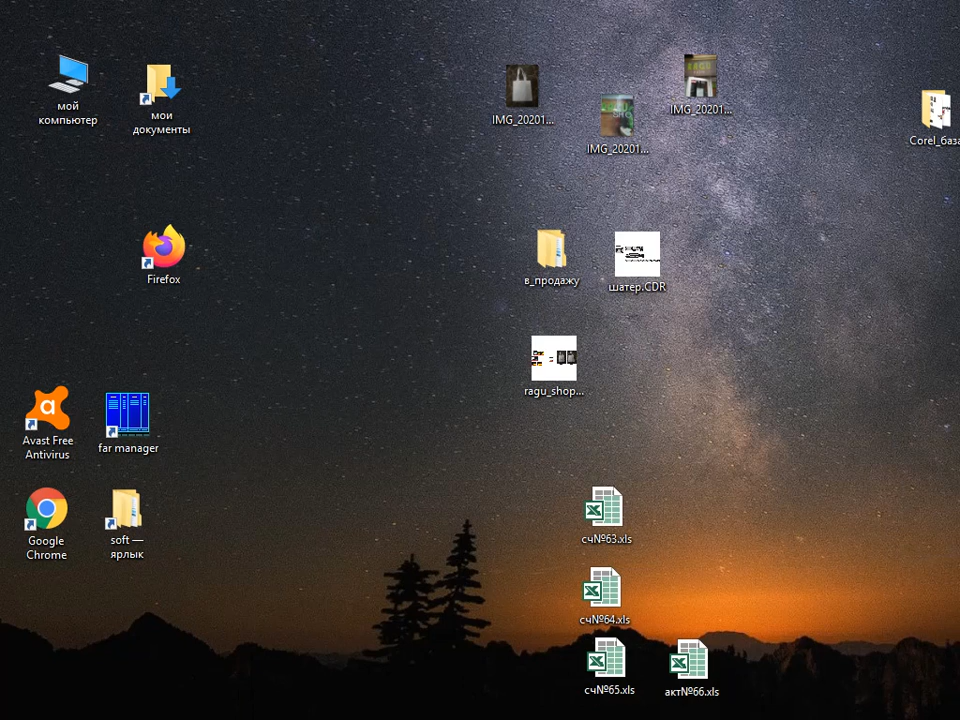 мой
компьютер
мои
документы
IMG_20201...
IMG_20201...
IMG_20201...
Corel_база
Firefox
в_продажу
шатер.CDR
ragu_shop...
Avast Free
Antivirus
far manager
Google
Chrome
soft —
ярлык
сч№63.xls
сч№64.xls
сч№65.xls
акт№66.xls